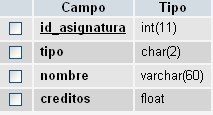 Campo Tipo
id_asignatura int(11)
tipo char(2)
nombre varchar(60)
creditos float